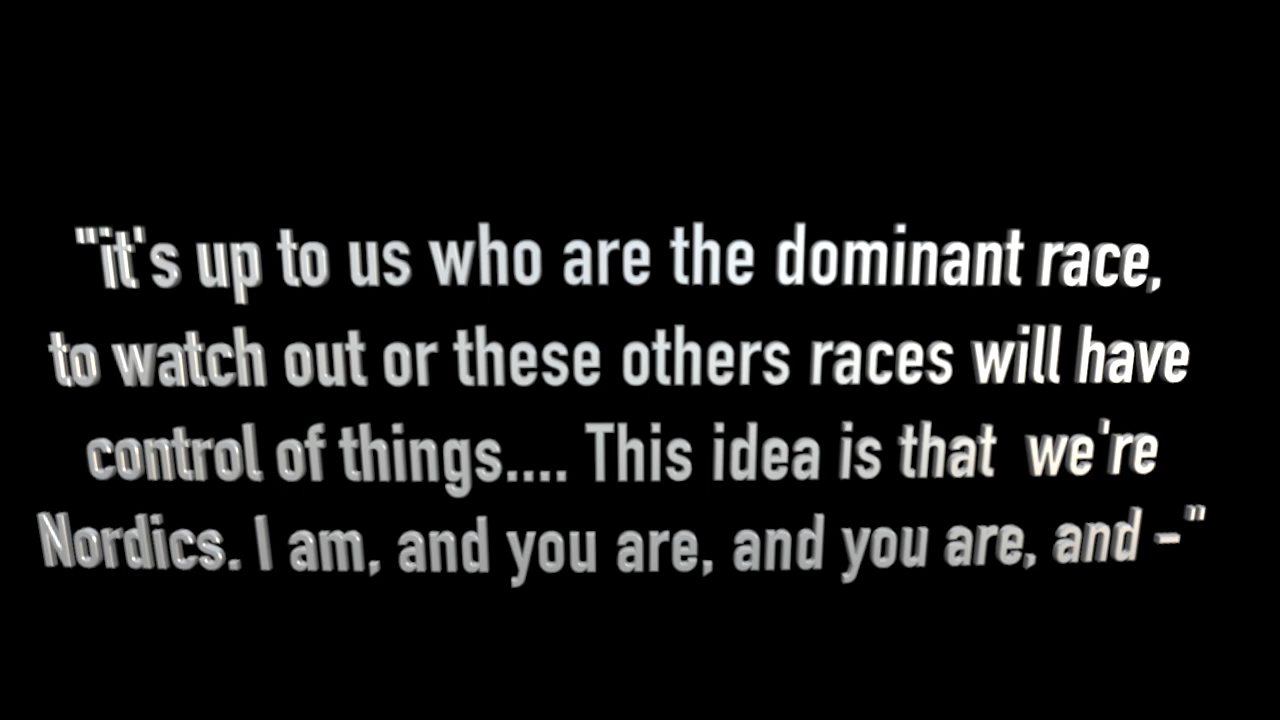 "it's up to us who are the dominant race,
to watch out or these others races will have
control of things.... This idea is that we're
Nordics. I am, and you are, and you are, and -"